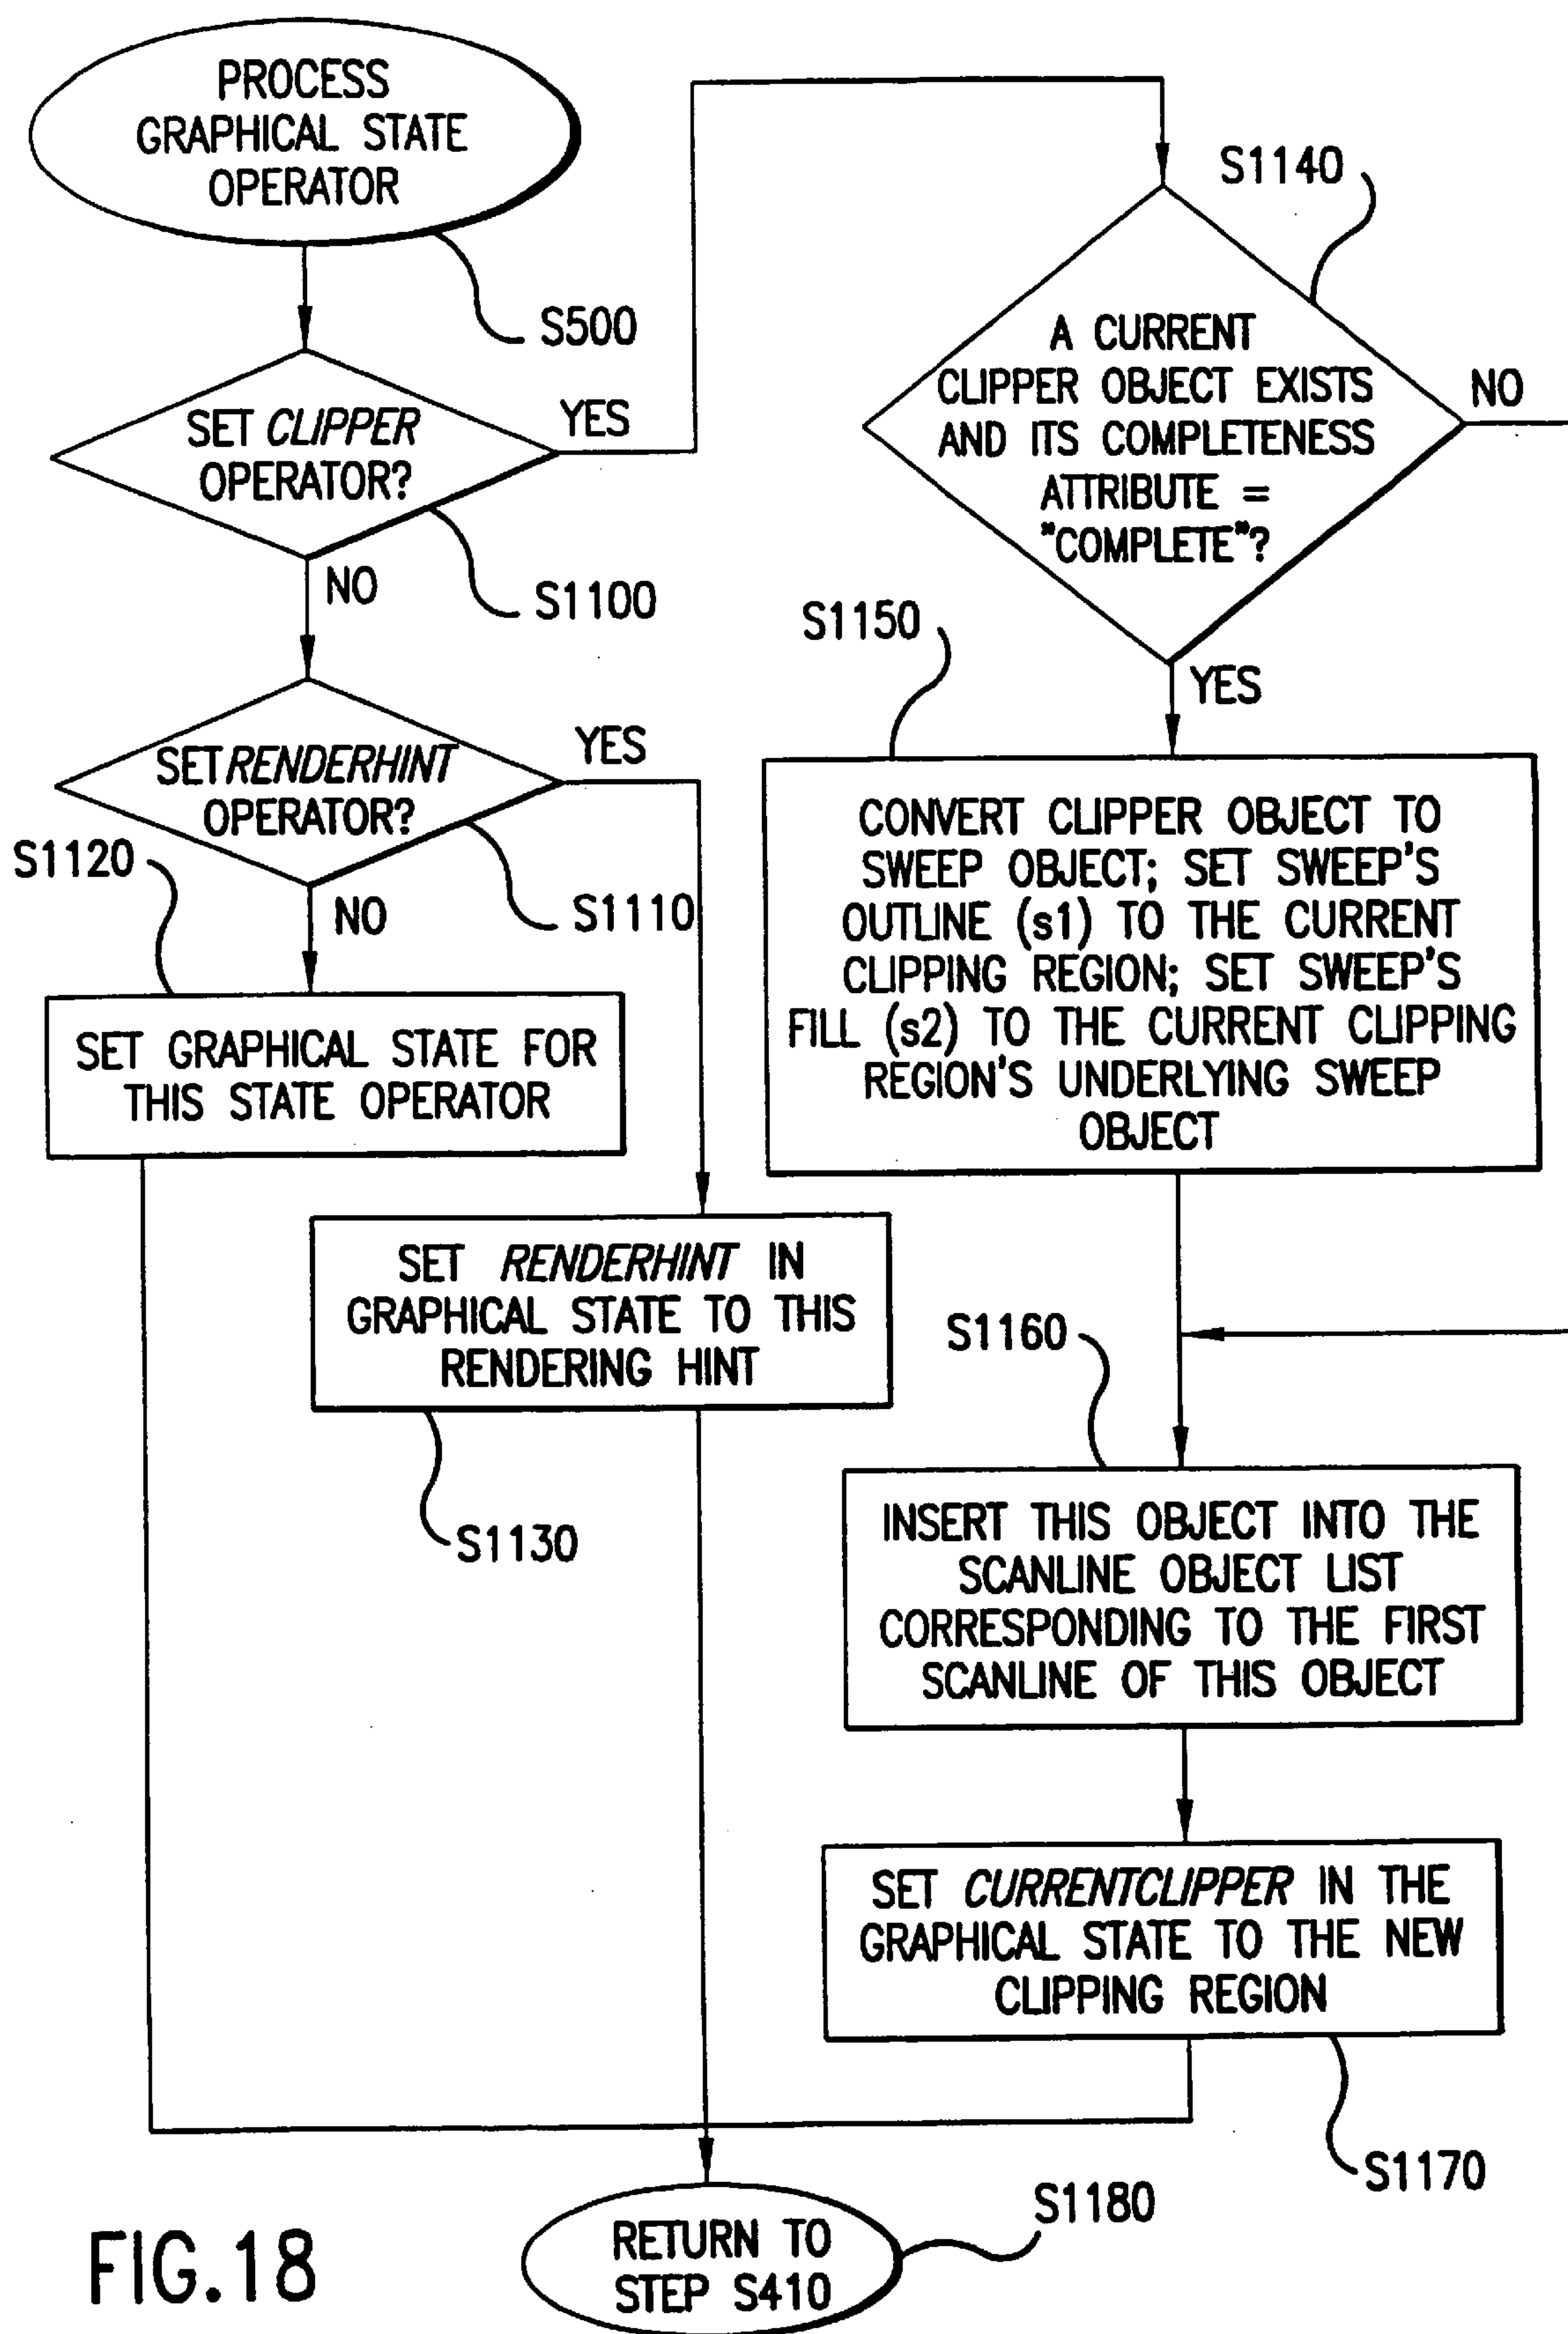 PROCESS
GRAPHICAL STATE
OPERATOR
S500
SET CLIPPER
OPERATOR?
YES
NO
S1100
SET RENDERHINT
OPERATOR?
YES
NO
S1110
S1120
SET GRAPHICAL STATE FOR
THIS STATE OPERATOR
SET RENDERHINT IN
GRAPHICAL STATE TO THIS
RENDERING HINT
S1130
S1140
A CURRENT
CLIPPER OBJECT EXISTS
AND ITS COMPLETENESS
ATTRIBUTE =
"COMPLETE"?
NO
YES
S1150
CONVERT CLIPPER OBJECT TO
SWEEP OBJECT; SET SWEEP'S
OUTLINE (s1) TO THE CURRENT
CLIPPING REGION; SET SWEEP'S
FILL (s2) TO THE CURRENT CLIPPING
REGION'S UNDERLYING SWEEP
OBJECT
S1160
INSERT THIS OBJECT INTO THE
SCANLINE OBJECT LIST
CORRESPONDING TO THE FIRST
SCANLINE OF THIS OBJECT
SET CURRENTCLIPPER IN THE
GRAPHICAL STATE TO THE NEW
CLIPPING REGION
S1170
RETURN TO
STEP S410
S1180
FIG.18